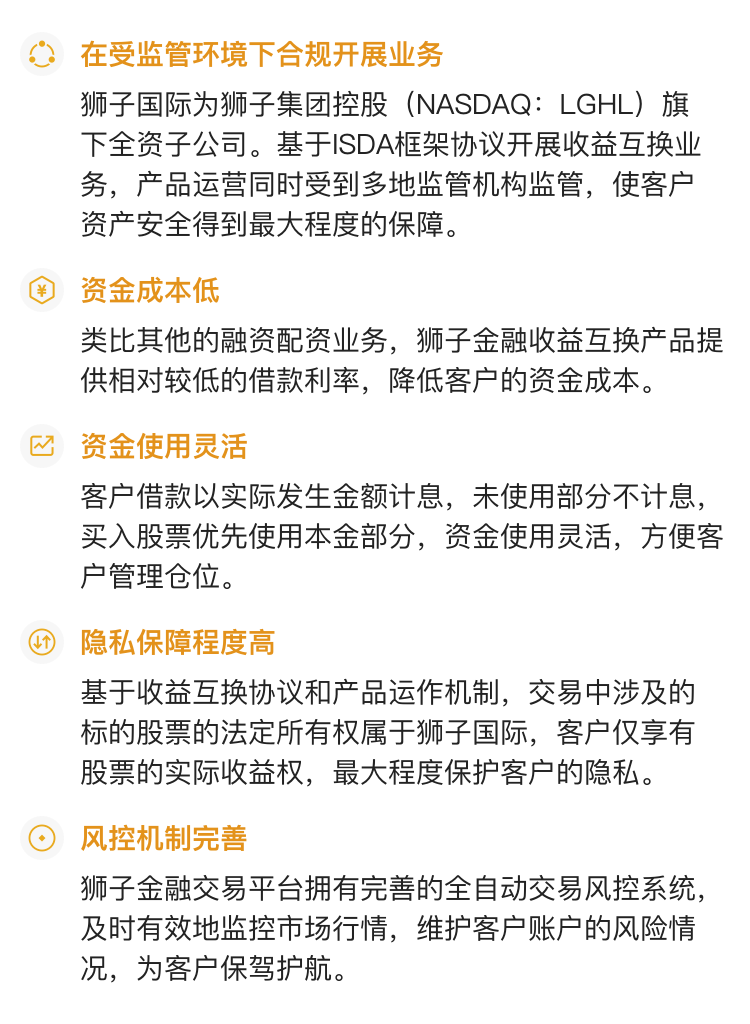 在受监管环境下合规开展业务
狮子国际为狮子集团控股（NASDAQ：LGHL）旗
下全资子公司。基于ISDA框架协议开展收益互换业
务，产品运营同时受到多地监管机构监管，使客户
资产安全得到最大程度的保障。
资金成本低
类比其他的融资配资业务，狮子金融收益互换产品提
供相对较低的借款利率，降低客户的资金成本。
资金使用灵活
客户借款以实际发生金额计息，未使用部分不计息，
买入股票优先使用本金部分，资金使用灵活，方便客
户管理仓位。
隐私保障程度高
基于收益互换协议和产品运作机制，交易中涉及的
标的股票的法定所有权属于狮子国际，客户仅享有
股票的实际收益权，最大程度保护客户的隐私。
风控机制完善
狮子金融交易平台拥有完善的全自动交易风控系统，
及时有效地监控市场行情，维护客户账户的风险情
况，为客户保驾护航。